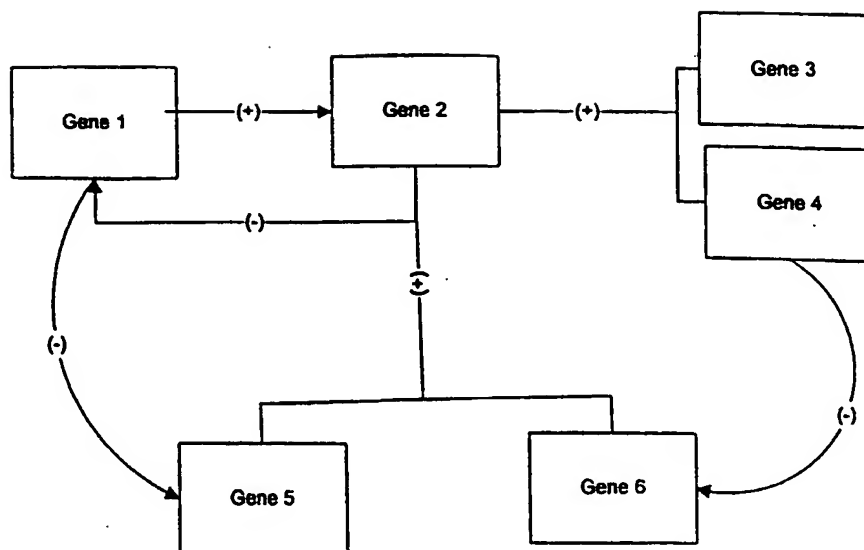 Gene 3
Gene 1
(+)
Gene 2
(+)
Gene 4
(-)
(+)
(-)
(-)
Gene 5
Gene 6